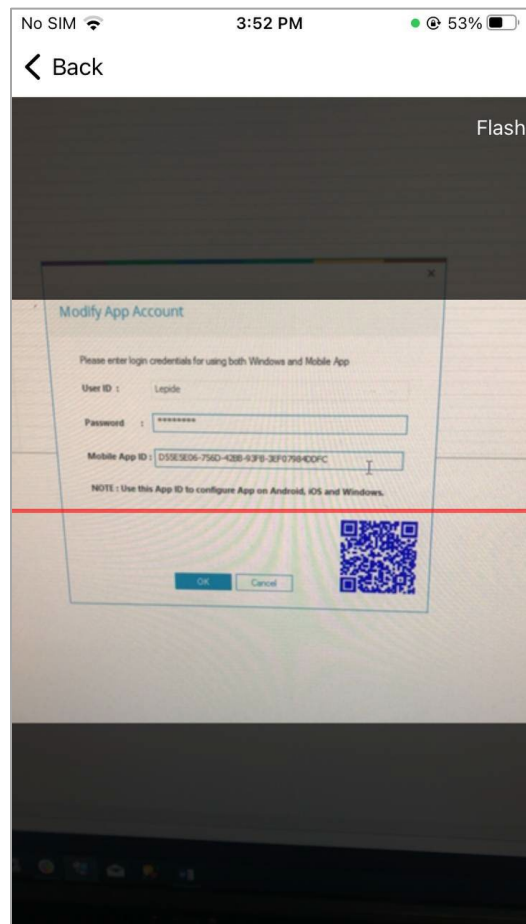 No SIM 3:52 PM 53%
Back
Flash
Modify App Account
Please enter login credentials for using both Windows and Mobile App
User ID : Lepide
Password : ********
Mobile App ID :
NOTE : Use this App ID to configure App on Android, iOS and Windows.
OK Cancel